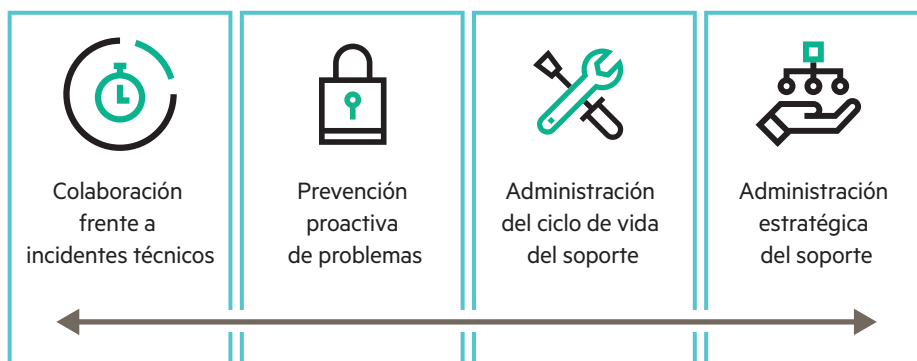 Colaboración
frente a
incidentes técnicos
Prevención
proactiva
de problemas
Administración
del ciclo de vida
del soporte
Administración
estratégica
del soporte